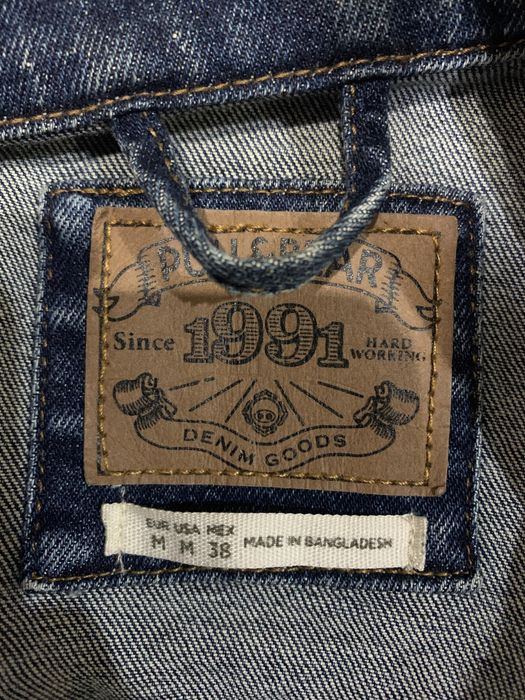 PULL&BEAR
Since 1991 HARD
WORKING
DENIM GOODS
EUR USA MEX
M M 38 MADE IN BANGLADESH